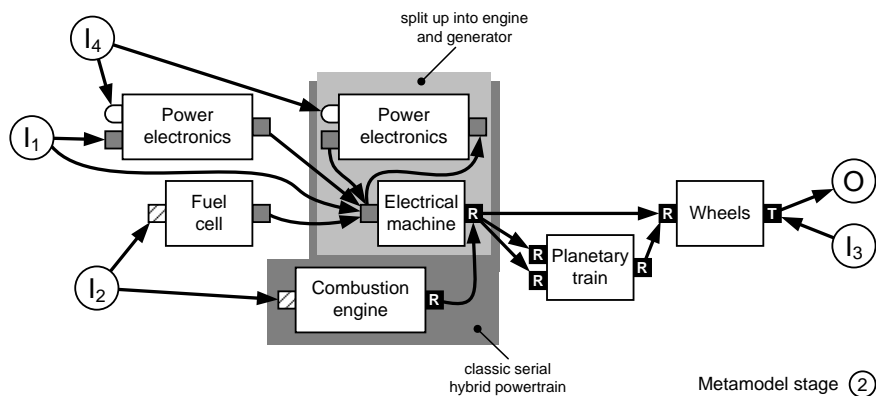 split up into engine
and generator
I4
Power
electronics
Power
electronics
I1
O
Fuel
cell
Electrical
machine
R
R
Wheels
T
I3
R
R
Planetary
train
R
I2
Combustion
engine
R
classic serial
hybrid powertrain
Metamodel stage 2